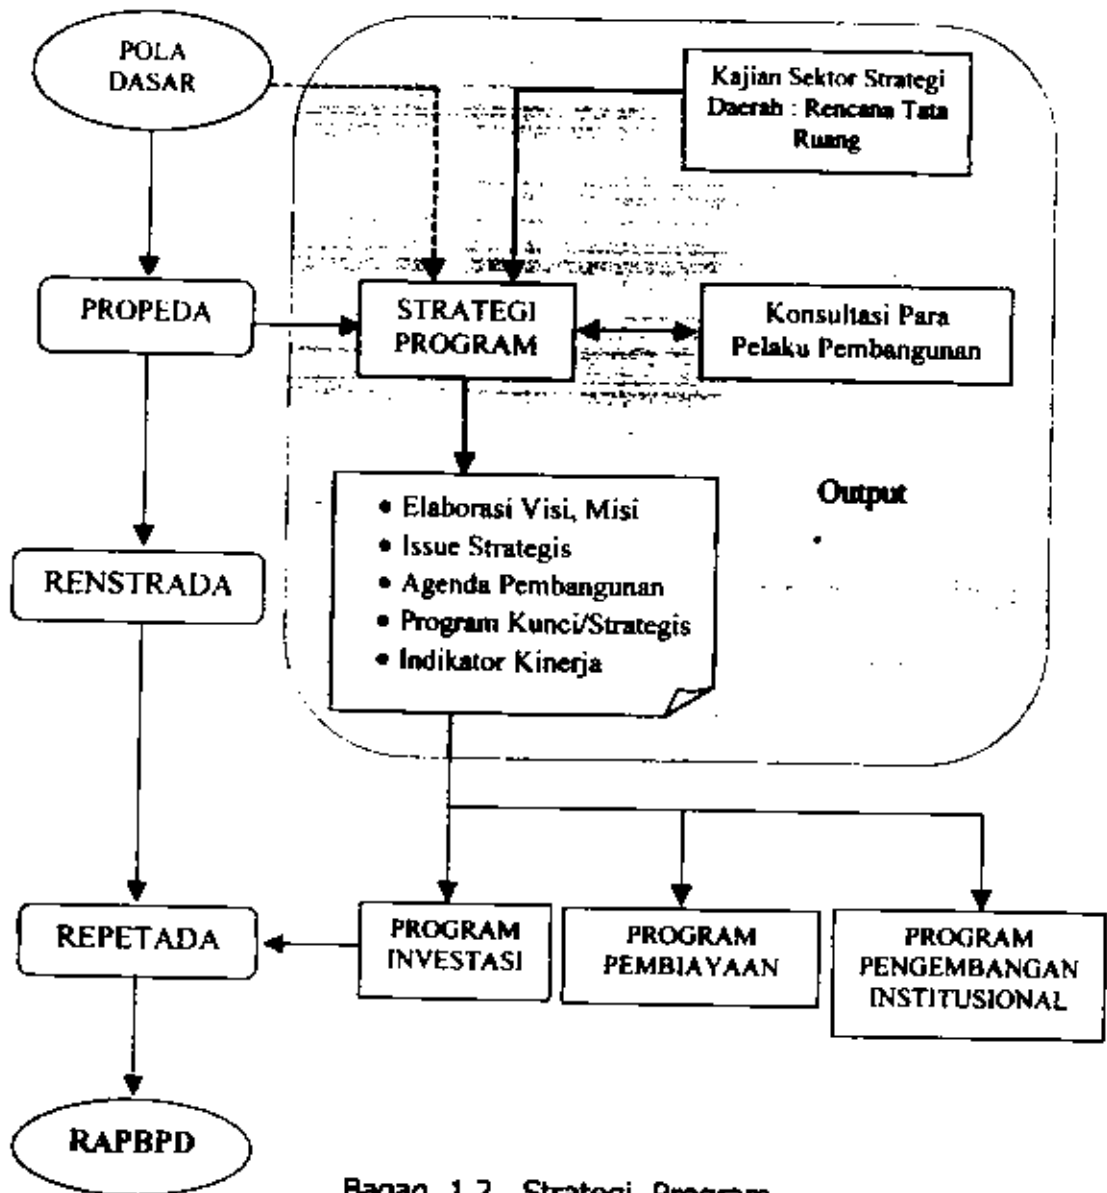 POLA
DASAR
Kajian Sektor Strategi
Daerah : Rencana Tata
Ruang
PROPEDA
STRATEGI
PROGRAM
Konsultasi Para
Pelaku Pembangunan
Output
• Elaborasi Visi, Misi
• Issue Strategis
• Agenda Pembangunan
• Program Kunci/Strategis
• Indikator Kinerja
RENSTRADA
REPETADA
PROGRAM
INVESTASI
PROGRAM
PEMBIAYAAN
PROGRAM
PENGEMBANGAN
INSTITUSIONAL
RAPBPD
Bagan 1.2 Strategi Program